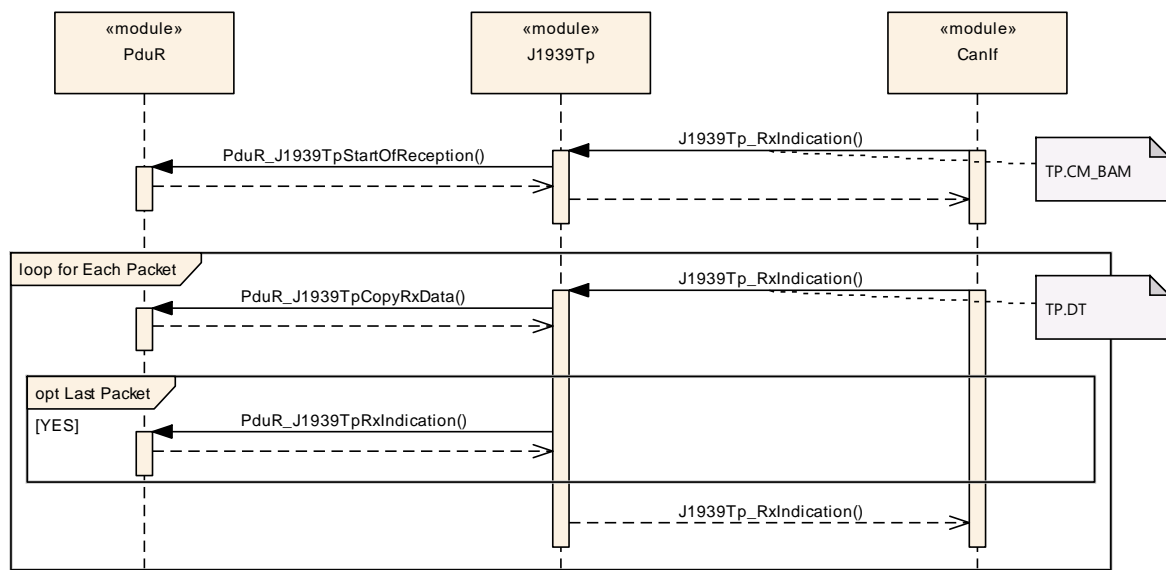 «module»
PduR
«module»
J1939Tp
«module»
CanIf
J1939Tp_RxIndication()
PduR_J1939TpStartOfReception()
TP.CM_BAM
loop for Each Packet
J1939Tp_RxIndication()
PduR_J1939TpCopyRxData()
TP.DT
opt Last Packet
[YES]
PduR_J1939TpRxIndication()
J1939Tp_RxIndication()